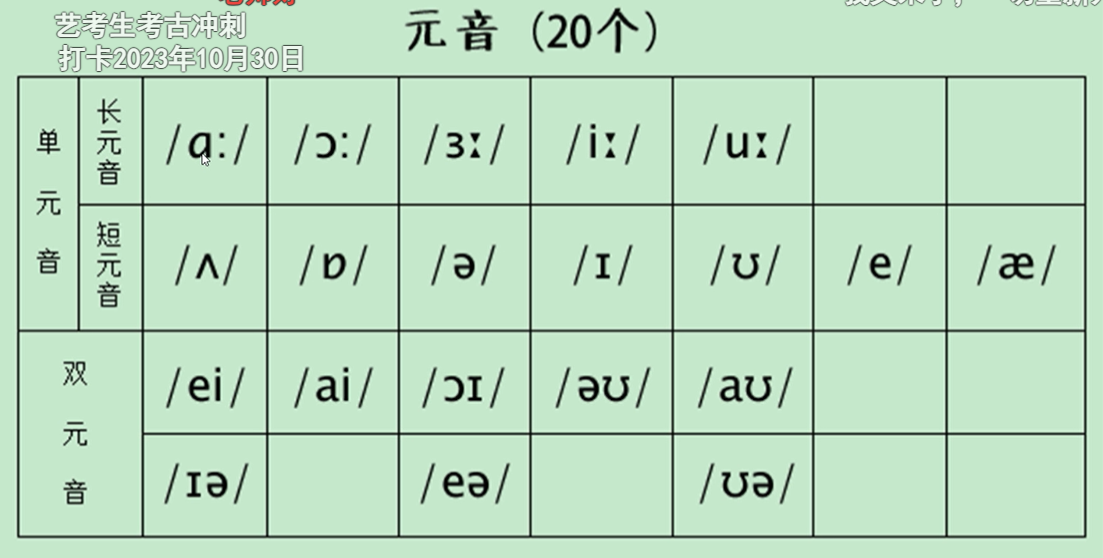 艺考生考古冲刺
打卡2023年10月30日
元音（20个）
单元音
长元音
/ɑ:/ /ɔ:/ /ɜː/ /iː/ /uː/
短元音
/ʌ/ /ɒ/ /ə/ /ɪ/ /ʊ/ /e/ /æ/
双元音
/ei/ /ai/ /ɔɪ/ /əʊ/ /aʊ/
/ɪə/ /eə/ /ʊə/